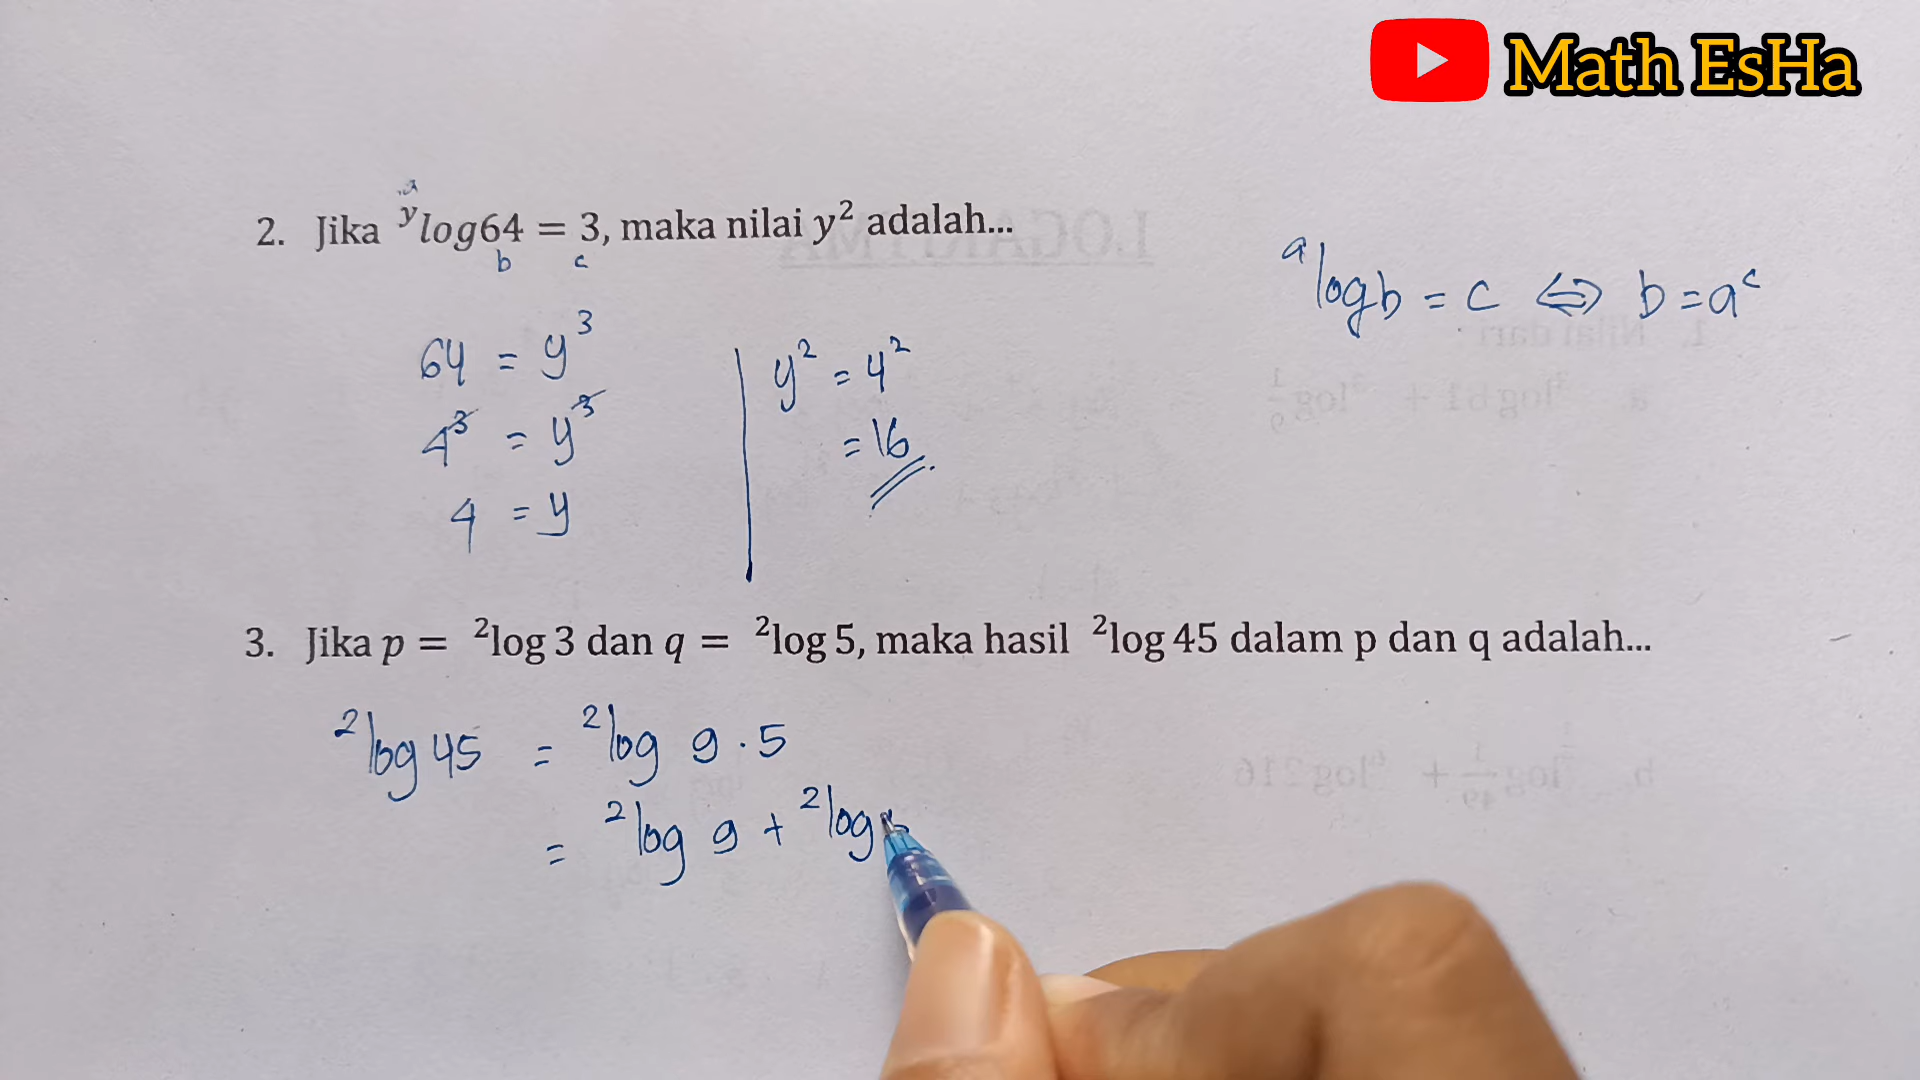 Math EsHa
2. Jika ʸlog64 = 3, maka nilai y² adalah...
a
b c
ᵃlog b = c ⇔ b = aᶜ
64 = y³
4³ = y³
4 = y
y² = 4²
= 16
3. Jika p = ²log 3 dan q = ²log 5, maka hasil ²log 45 dalam p dan q adalah...
²log 45 = ²log 9 · 5
= ²log 9 + ²log